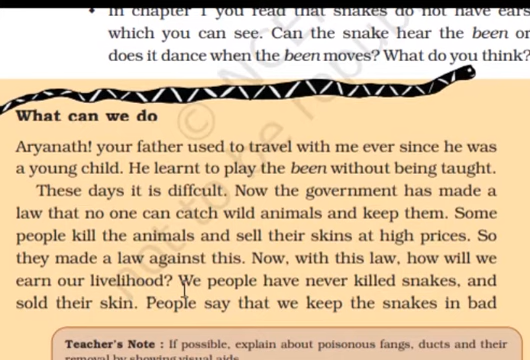 In chapter 1 you read that snakes do not have ears
which you can see. Can the snake hear the been or
does it dance when the been moves? What do you think?
What can we do
Aryanath! your father used to travel with me ever since he was
a young child. He learnt to play the been without being taught.
These days it is diffcult. Now the government has made a
law that no one can catch wild animals and keep them. Some
people kill the animals and sell their skins at high prices. So
they made a law against this. Now, with this law, how will we
earn our livelihood? We people have never killed snakes, and
sold their skin. People say that we keep the snakes in bad
Teacher's Note : If possible, explain about poisonous fangs, ducts and their
removal by showing visual aids.